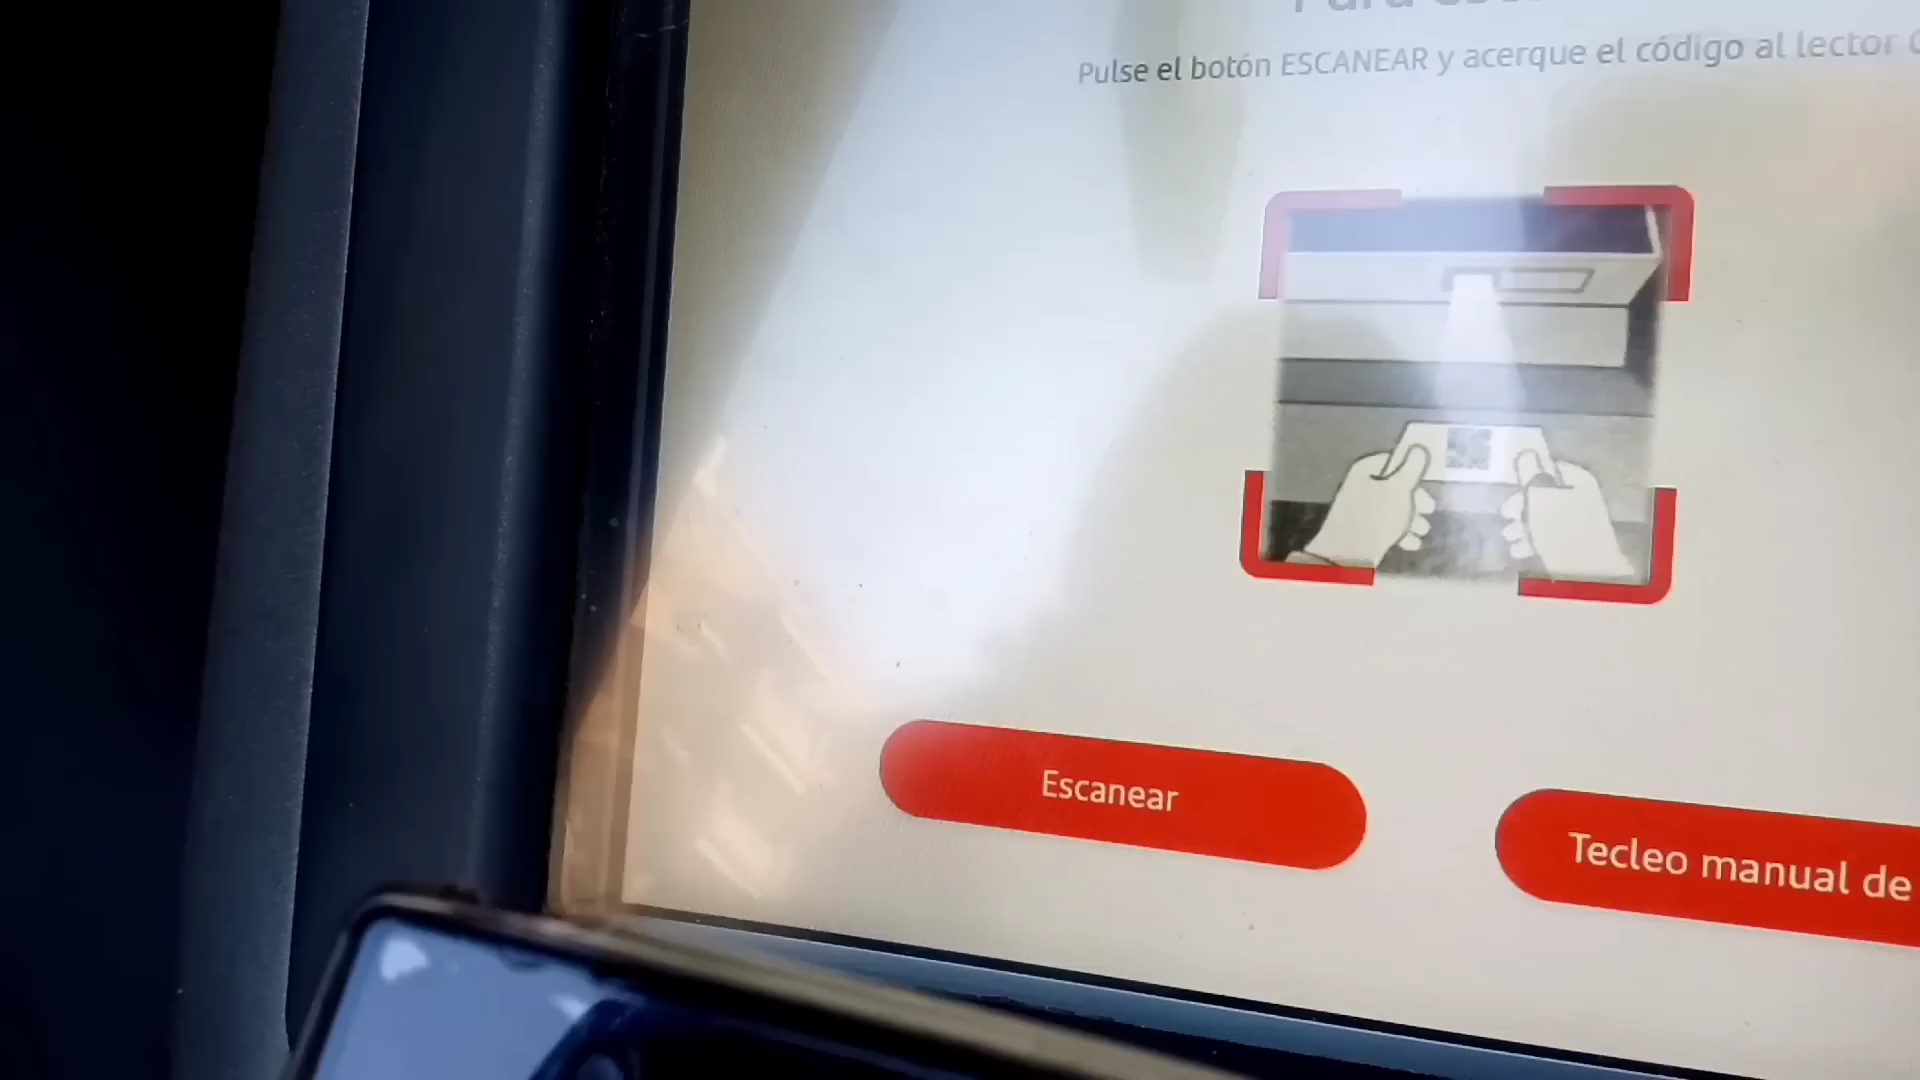 Pulse el botón ESCANEAR y acerque el código al lector
Escanear
Tecleo manual de